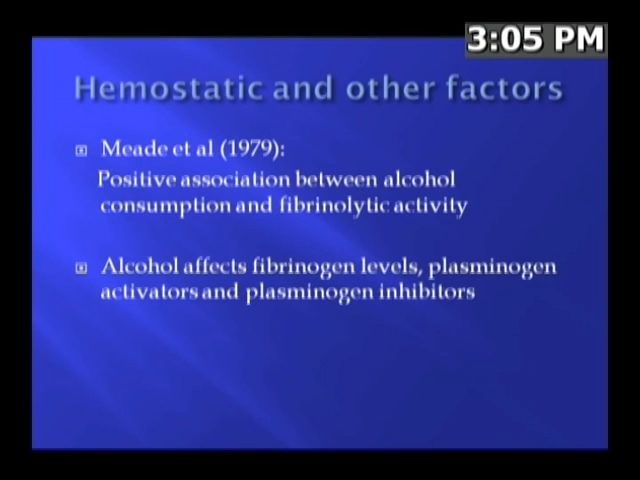 3:05 PM
Hemostatic and other factors
Meade et al (1979):
Positive association between alcohol
consumption and fibrinolytic activity
Alcohol affects fibrinogen levels, plasminogen
activators and plasminogen inhibitors